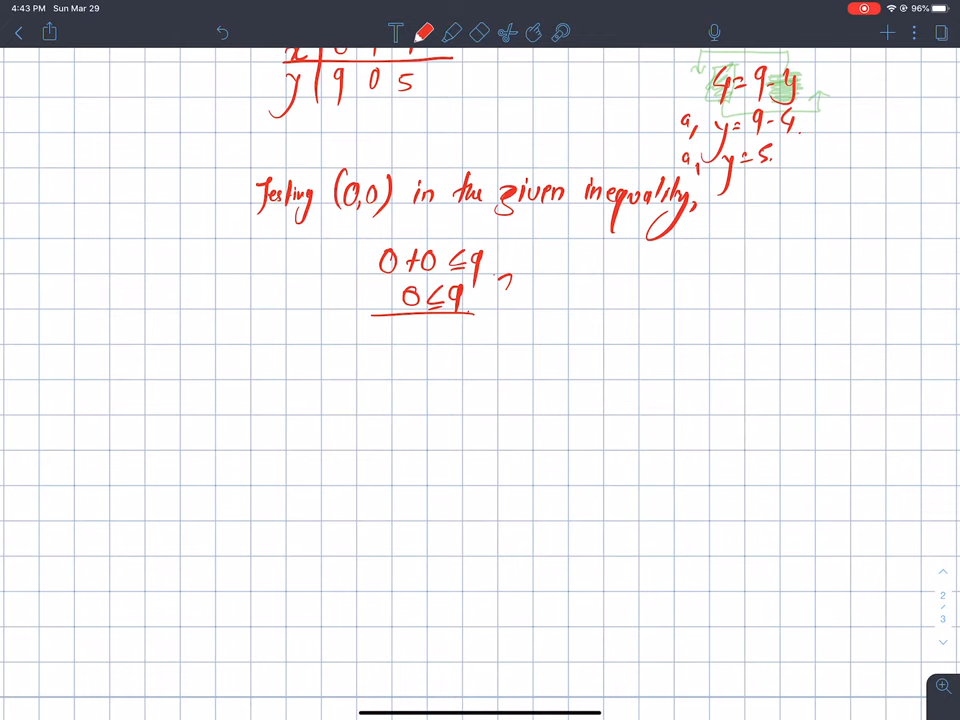 4:43 PM Sun Mar 29
96%
T
y 9 0 5
4 = 9 - y
a, y = 9 - 4.
a, y = 5.
Testing (0,0) in the given inequality,
0 + 0 ≤ 9
0 ≤ 9
2
3